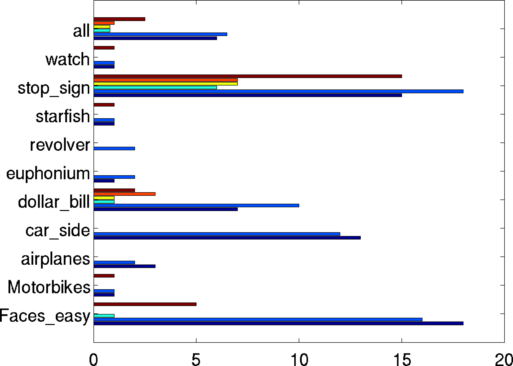 all
watch
stop_sign
starfish
revolver
euphonium
dollar_bill
car_side
airplanes
Motorbikes
Faces_easy
0 5 10 15 20